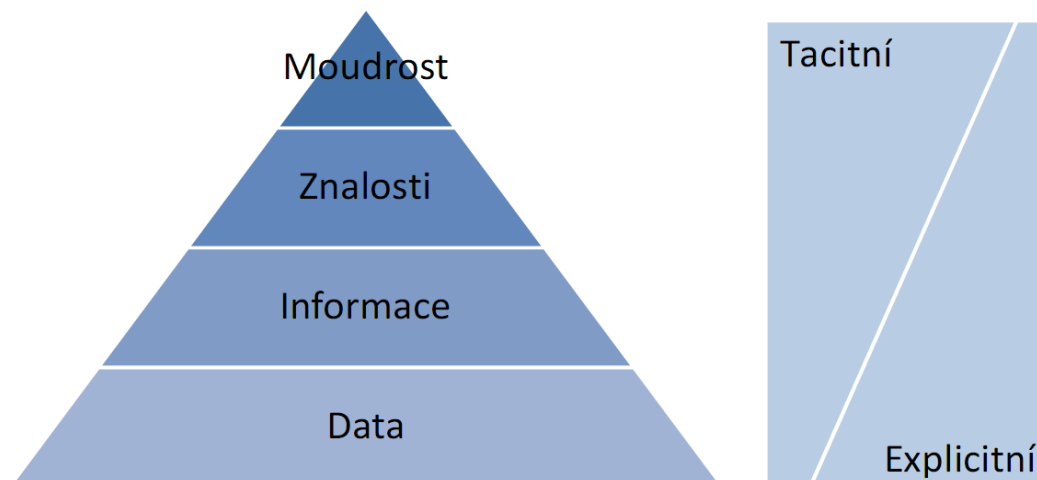 Moudrost
Znalosti
Informace
Data
Tacitní
Explicitní